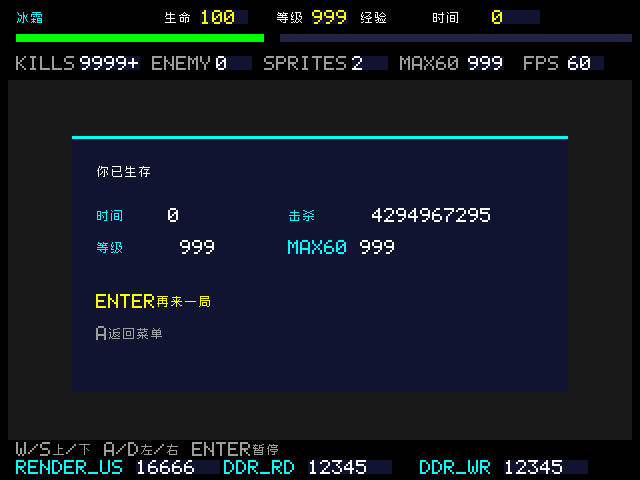 冰霜 生命 100 等级 999 经验 时间 0
KILLS 9999+ ENEMY 0 SPRITES 2 MAX60 999 FPS 60
你已生存
时间 0 击杀 4294967295
等级 999 MAX60 999
ENTER再来一局
A返回菜单
W/S上/下 A/D左/右 ENTER暂停
RENDER_US 16666 DDR_RD 12345 DDR_WR 12345